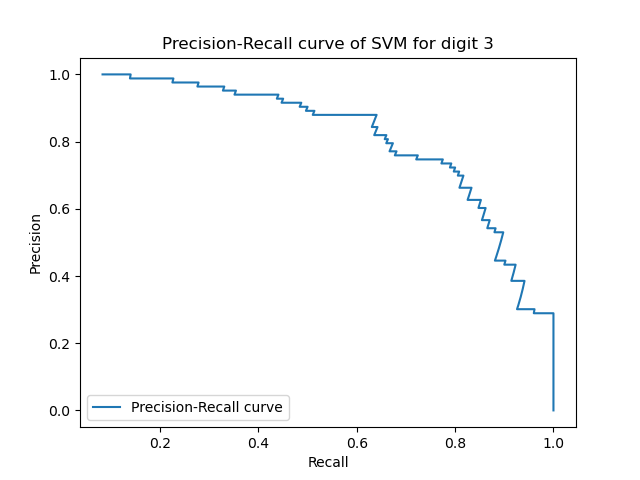 Precision-Recall curve of SVM for digit 3
1.0
0.8
0.6
0.4
0.2
0.0
Precision
Precision-Recall curve
0.2 0.4 0.6 0.8 1.0
Recall